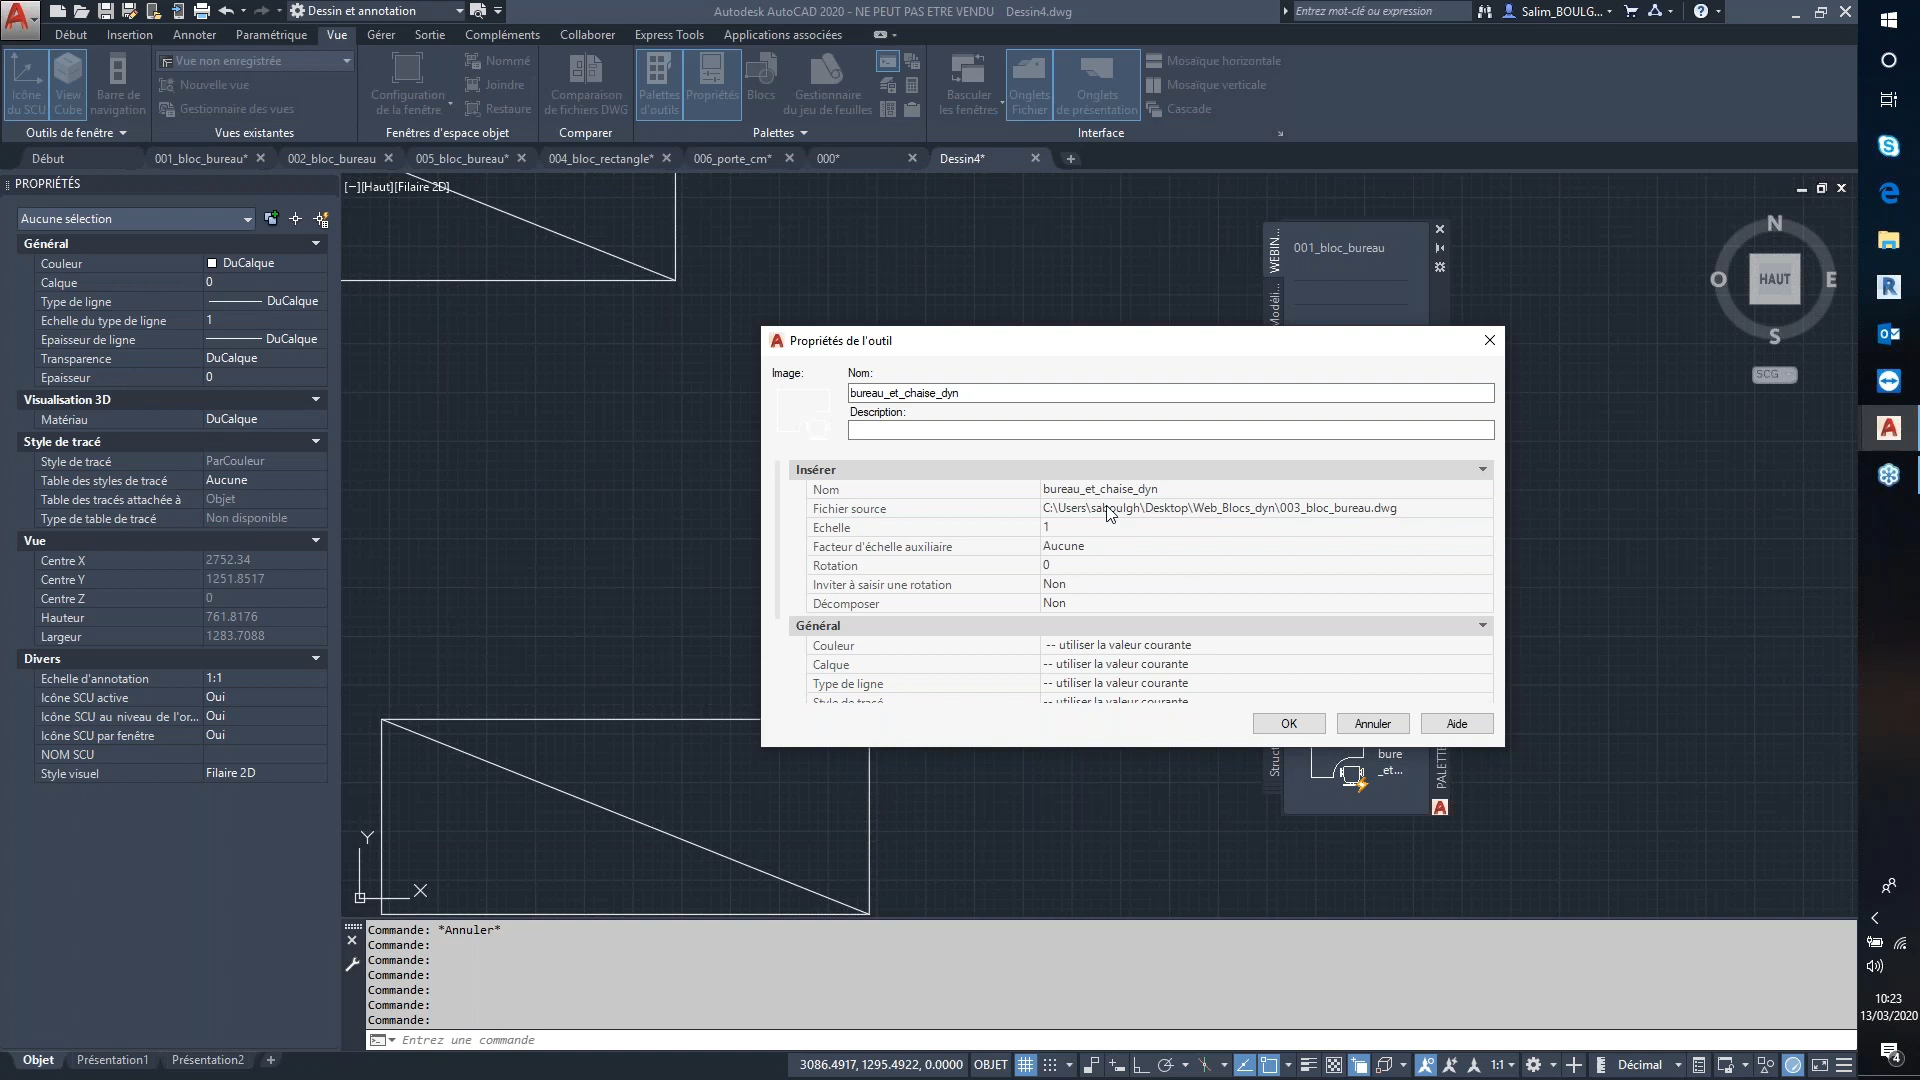 Dessin et annotation
Autodesk AutoCAD 2020 - NE PEUT PAS ETRE VENDU Dessin4.dwg
Entrez mot-clé ou expression
Salim_BOULG...
Début Insertion Annoter Paramétrique Vue Gérer Sortie Compléments Collaborer Express Tools Applications associées
Icône du SCU
View Cube
Barre de navigation
Outils de fenêtre
Vue non enregistrée
Nouvelle vue
Gestionnaire des vues
Vues existantes
Configuration de la fenêtre
Nommé
Joindre
Restaure
Fenêtres d'espace objet
Comparaison de fichiers DWG
Comparer
Palettes d'outils
Propriétés
Blocs
Gestionnaire du jeu de feuilles
Palettes
Basculer les fenêtres
Onglets Fichier
Onglets de présentation
Mosaïque horizontale
Mosaïque verticale
Cascade
Interface
Début 001_bloc_bureau* 002_bloc_bureau 005_bloc_bureau* 004_bloc_rectangle* 006_porte_cm* 000* Dessin4*
PROPRIÉTÉS
Aucune sélection
Général
Couleur DuCalque
Calque 0
Type de ligne DuCalque
Echelle du type de ligne 1
Epaisseur de ligne DuCalque
Transparence DuCalque
Epaisseur 0
Visualisation 3D
Matériau DuCalque
Style de tracé
Style de tracé ParCouleur
Table des styles de tracé Aucune
Table des tracés attachée à Objet
Type de table de tracé Non disponible
Vue
Centre X 2752.34
Centre Y 1251.8517
Centre Z 0
Hauteur 761.8176
Largeur 1283.7088
Divers
Echelle d'annotation 1:1
Icône SCU active Oui
Icône SCU au niveau de l'or... Oui
Icône SCU par fenêtre Oui
NOM SCU
Style visuel Filaire 2D
[−][Haut][Filaire 2D]
Y
X
WEBIN...
Modéli...
001_bloc_bureau
Struct
bure
_et...
PALETTE
N
O HAUT E
S
SCG
Propriétés de l'outil
Image:
Nom:
bureau_et_chaise_dyn
Description:
Insérer
Nom bureau_et_chaise_dyn
Fichier source C:\Users\saboulgh\Desktop\Web_Blocs_dyn\003_bloc_bureau.dwg
Echelle 1
Facteur d'échelle auxiliaire Aucune
Rotation 0
Inviter à saisir une rotation Non
Décomposer Non
Général
Couleur -- utiliser la valeur courante
Calque -- utiliser la valeur courante
Type de ligne -- utiliser la valeur courante
Style de tracé -- utiliser la valeur courante
OK Annuler Aide
Commande: *Annuler*
Commande:
Commande:
Commande:
Commande:
Commande:
Commande:
Entrez une commande
Objet Présentation1 Présentation2
3086.4917, 1295.4922, 0.0000 OBJET
1:1
Décimal
10:23
13/03/2020
4